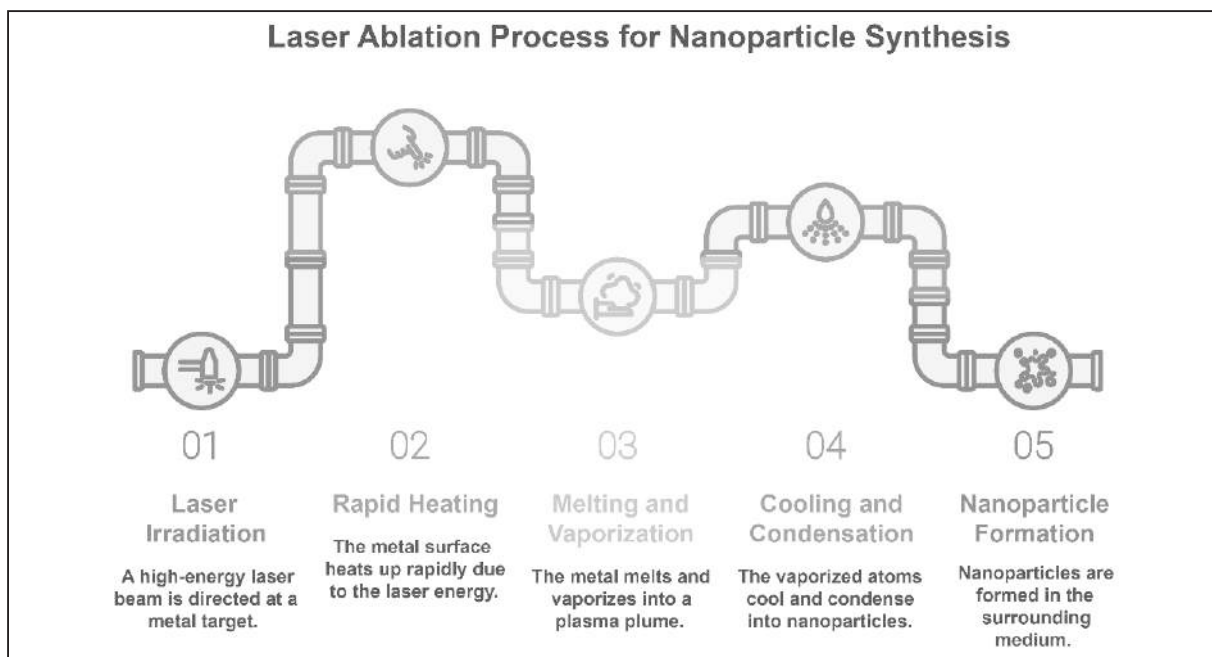 Laser Ablation Process for Nanoparticle Synthesis
01
Laser
Irradiation
A high-energy laser
beam is directed at a
metal target.
02
Rapid Heating
The metal surface
heats up rapidly due
to the laser energy.
03
Melting and
Vaporization
The metal melts and
vaporizes into a
plasma plume.
04
Cooling and
Condensation
The vaporized atoms
cool and condense
into nanoparticles.
05
Nanoparticle
Formation
Nanoparticles are
formed in the
surrounding
medium.